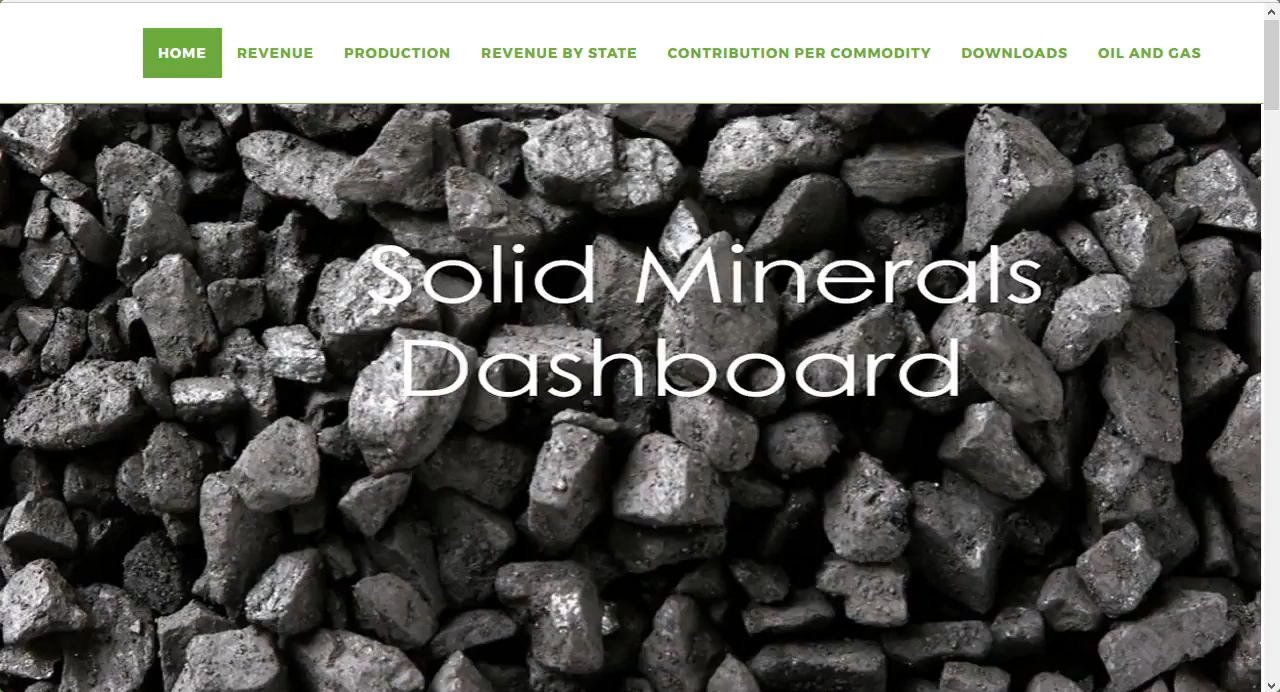 HOME REVENUE PRODUCTION REVENUE BY STATE CONTRIBUTION PER COMMODITY DOWNLOADS OIL AND GAS
Solid Minerals
Dashboard